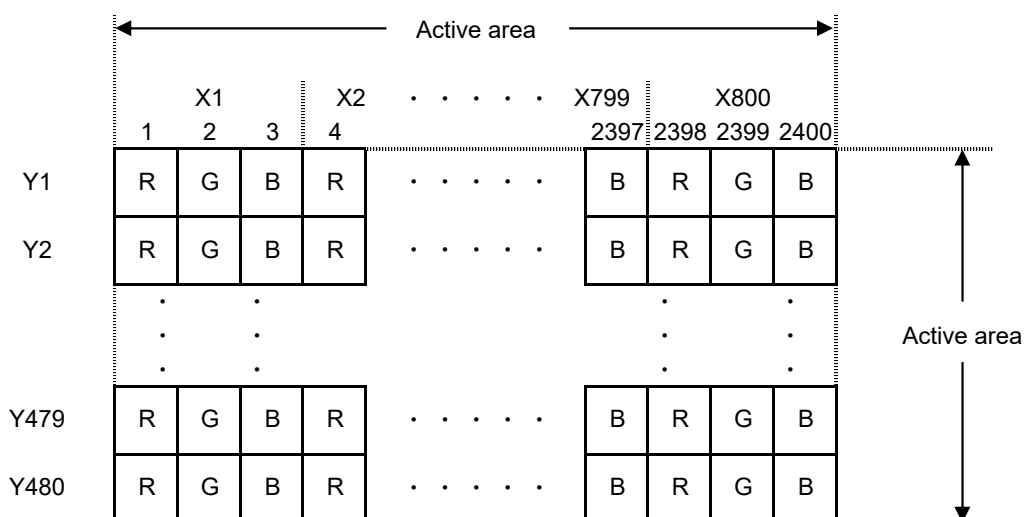 Active area
X1 X2 · · · · · X799 X800
1 2 3 4 2397 2398 2399 2400
Y1 R G B R · · · · · B R G B
Y2 R G B R · · · · · B R G B
· · · ·
· · · ·
Active area
· · · ·
Y479 R G B R · · · · · B R G B
Y480 R G B R · · · · · B R G B